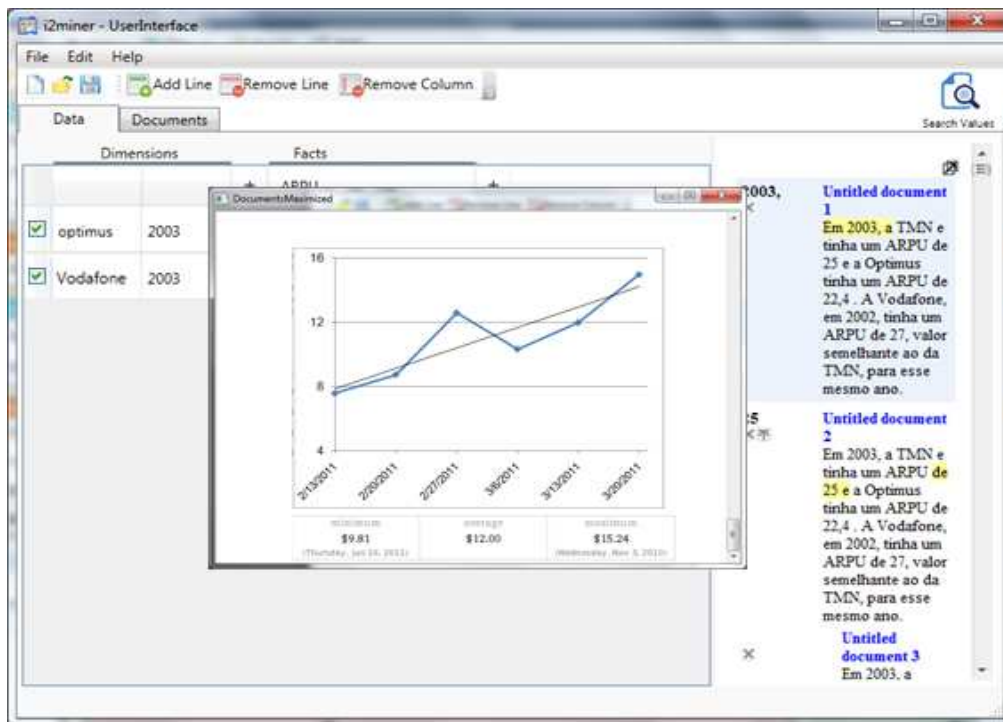 i2miner - UserInterface
File Edit Help
Add Line Remove Line Remove Column
Search Values
Data Documents
Dimensions Facts
ARPU
optimus 2003
Vodafone 2003
DocumentsMaximized
16
12
8
4
2/13/2011 2/20/2011 2/27/2011 3/6/2011 3/13/2011 3/20/2011
minimum average maximum
$9.81 $12.00 $15.24
2003,
Untitled document
1
Em 2003, a TMN e
tinha um ARPU de
25 e a Optimus
tinha um ARPU de
22,4 . A Vodafone,
em 2002, tinha um
ARPU de 27, valor
semelhante ao da
TMN, para esse
mesmo ano.
Untitled document
2
Em 2003, a TMN e
tinha um ARPU de
25 e a Optimus
tinha um ARPU de
22,4 . A Vodafone,
em 2002, tinha um
ARPU de 27, valor
semelhante ao da
TMN, para esse
mesmo ano.
Untitled
document 3
Em 2003, a